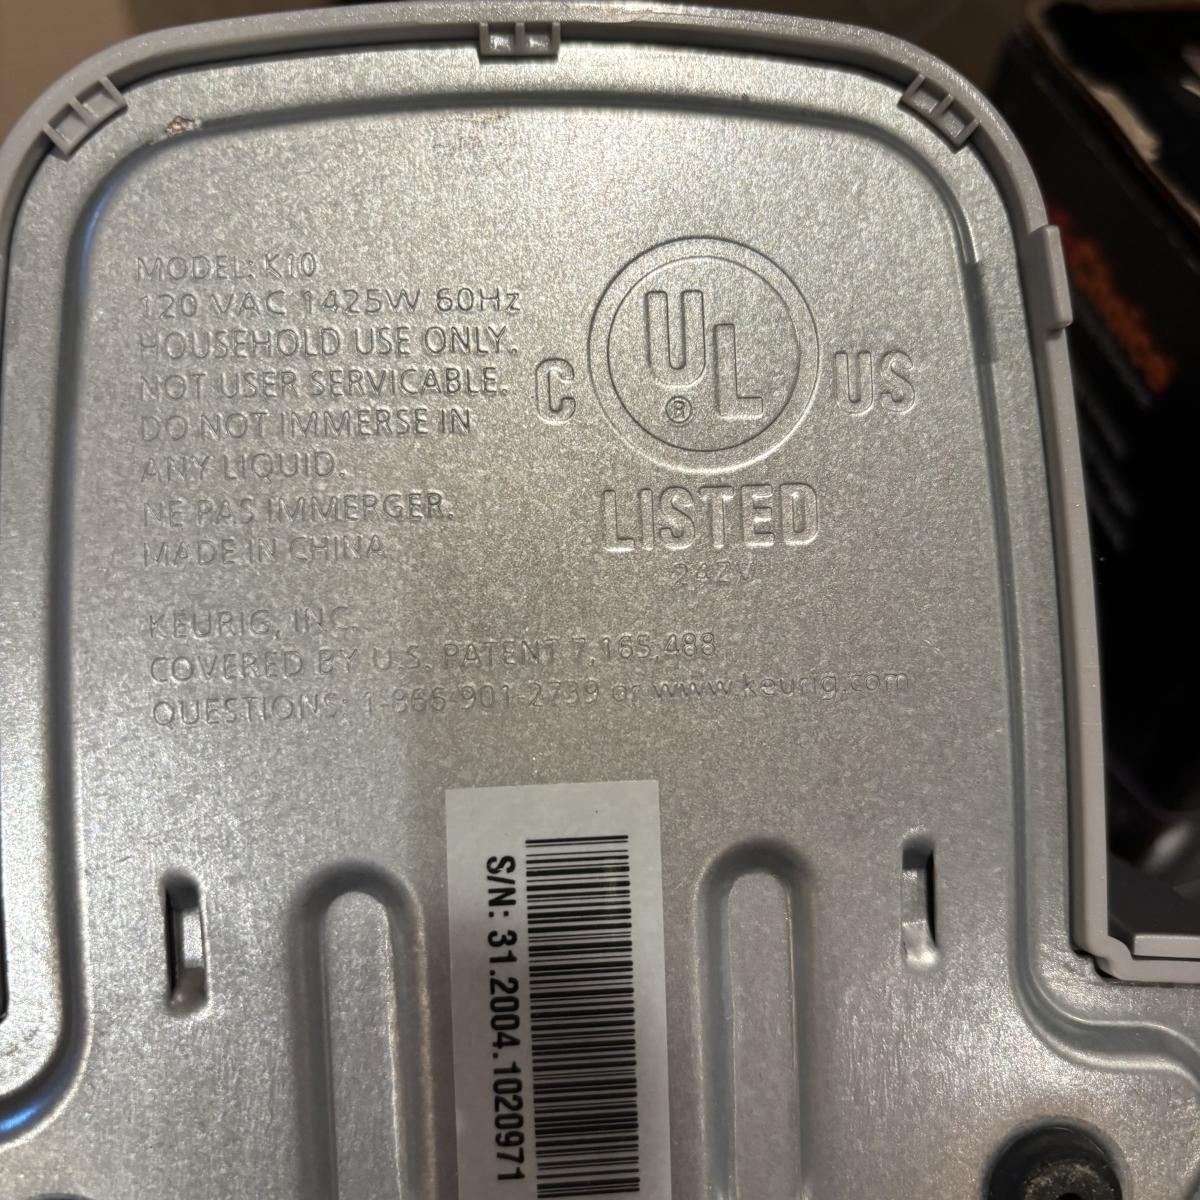 MODEL: K10
120 VAC 1425W 60Hz
HOUSEHOLD USE ONLY.
NOT USER SERVICABLE.
DO NOT IMMERSE IN
ANY LIQUID.
NE PAS IMMERGER.
MADE IN CHINA
C UL ® US
LISTED
24ZV
KEURIG, INC.
COVERED BY U.S. PATENT 7,165,488
QUESTIONS: 1-866-901-2739 or www.keurig.com
S/N: 31.2004.1020971